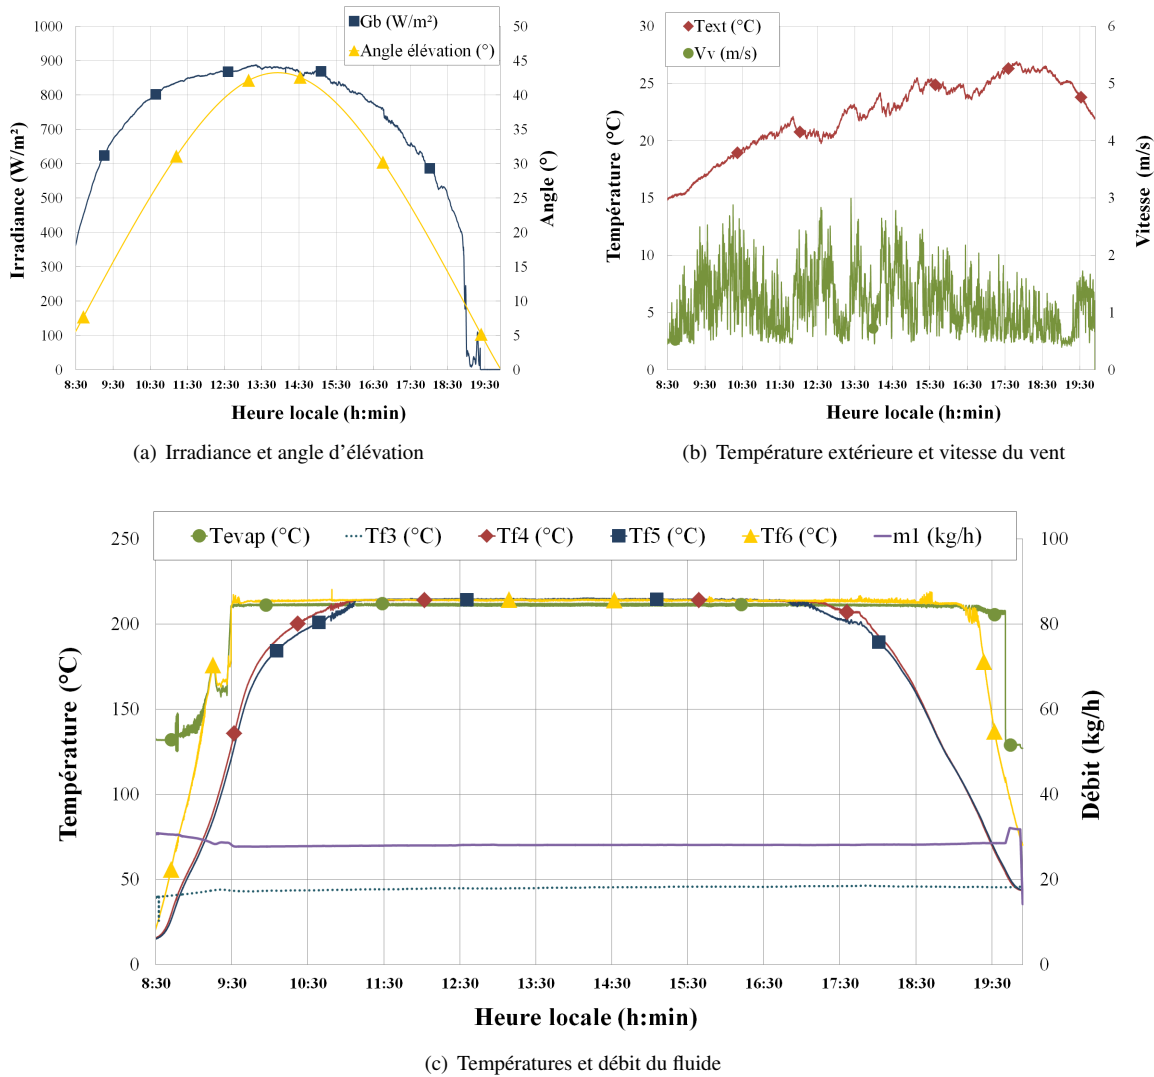 Gb (W/m²)
Angle élévation (°)
1000
900
800
700
600
500
400
300
200
100
0
50
45
40
35
30
25
20
15
10
5
0
Irradiance (W/m²)
Angle (°)
8:30 9:30 10:30 11:30 12:30 13:30 14:30 15:30 16:30 17:30 18:30 19:30
Heure locale (h:min)
(a) Irradiance et angle d'élévation
Text (°C)
Vv (m/s)
30
25
20
15
10
5
0
6
5
4
3
2
1
0
Température (°C)
Vitesse (m/s)
8:30 9:30 10:30 11:30 12:30 13:30 14:30 15:30 16:30 17:30 18:30 19:30
Heure locale (h:min)
(b) Température extérieure et vitesse du vent
Tevap (°C) Tf3 (°C) Tf4 (°C) Tf5 (°C) Tf6 (°C) m1 (kg/h)
250
200
150
100
50
0
100
80
60
40
20
0
Température (°C)
Débit (kg/h)
8:30 9:30 10:30 11:30 12:30 13:30 14:30 15:30 16:30 17:30 18:30 19:30
Heure locale (h:min)
(c) Températures et débit du fluide